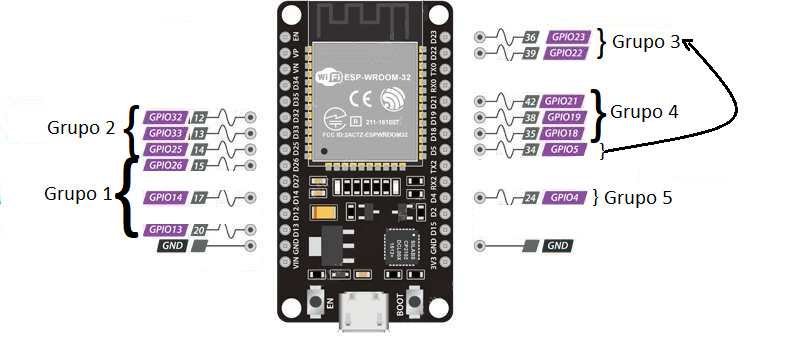 EN
VP
VN
D34
D35
D32
D33
D25
D26
D27
D14
D12
D13
GND
VIN
D23
D22
TX0
RX0
D21
D19
D18
D5
TX2
RX2
D4
D2
D15
GND
3V3
WiFi ESP-WROOM-32
CE
R 211-161007
FCC ID:2AC7Z-ESPWROOM32
SILABS
CP2102
EN
BOOT
Grupo 2
GPIO32 12
GPIO33 13
GPIO25 14
Grupo 1
GPIO26 15
GPIO14 17
GPIO13 20
GND
36 GPIO23
39 GPIO22
Grupo 3
42 GPIO21
38 GPIO19
35 GPIO18
Grupo 4
34 GPIO5
24 GPIO4
Grupo 5
GND